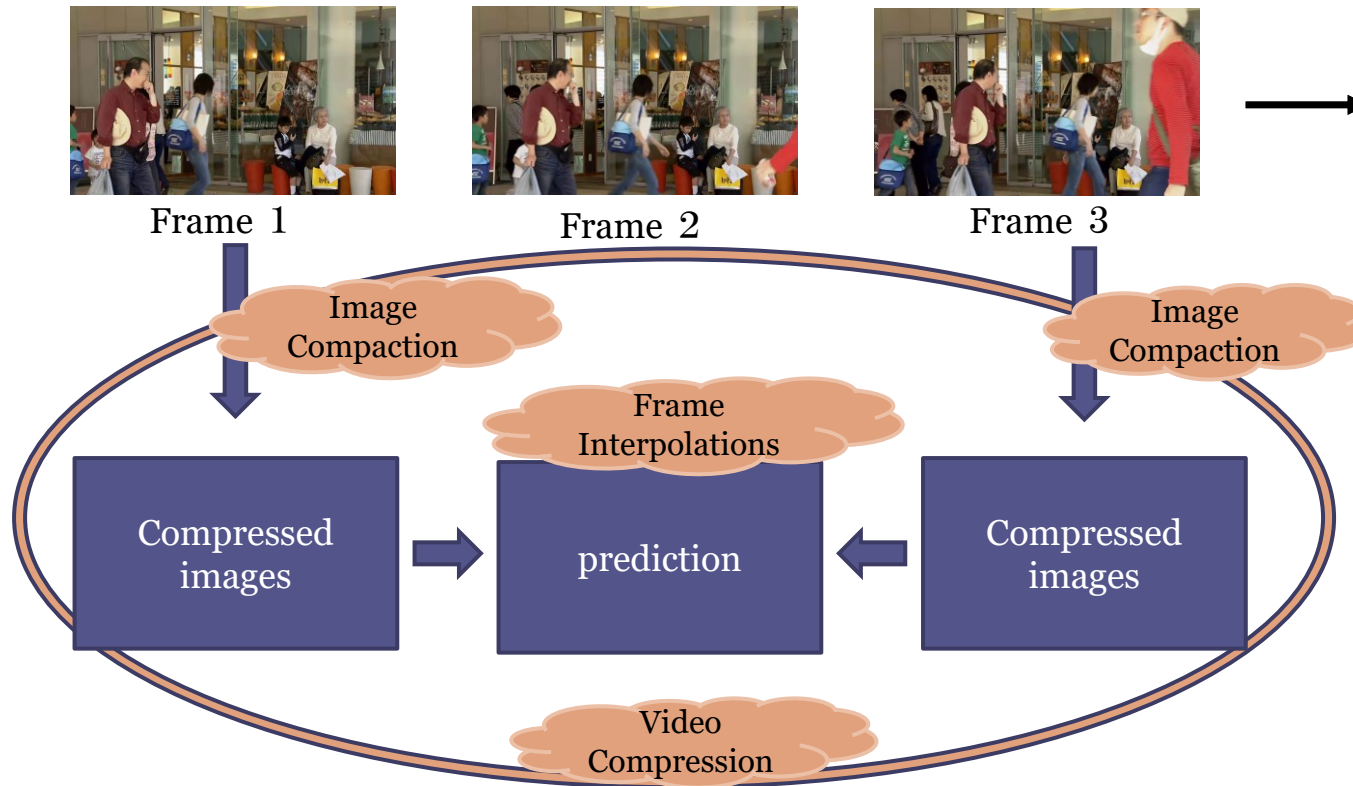 Frame 1
Frame 2
Frame 3
Image
Compaction
Image
Compaction
Frame
Interpolations
Compressed
images
prediction
Compressed
images
Video
Compression